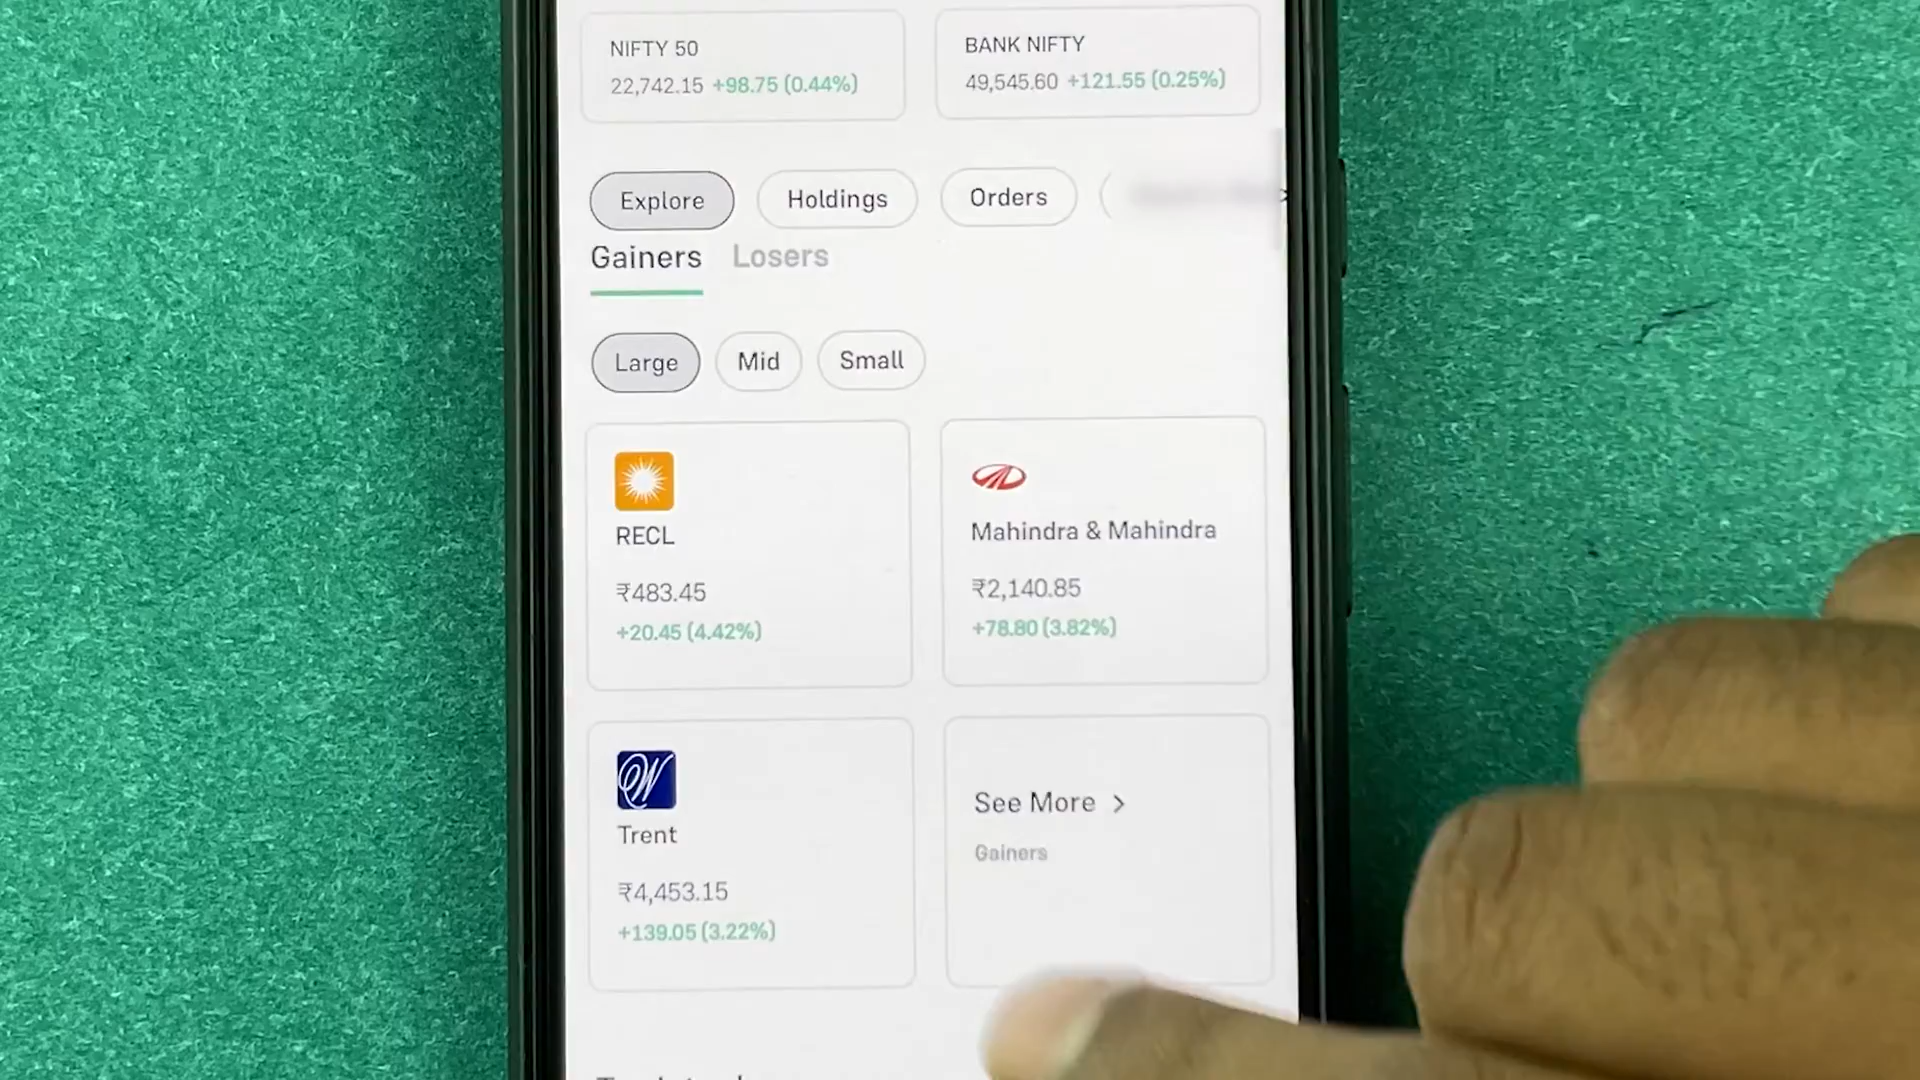 NIFTY 50
22,742.15 +98.75 (0.44%)
BANK NIFTY
49,545.60 +121.55 (0.25%)
Explore
Holdings
Orders
Gainers
Losers
Large
Mid
Small
RECL
₹483.45
+20.45 (4.42%)
Mahindra & Mahindra
₹2,140.85
+78.80 (3.82%)
Trent
₹4,453.15
+139.05 (3.22%)
See More >
Gainers